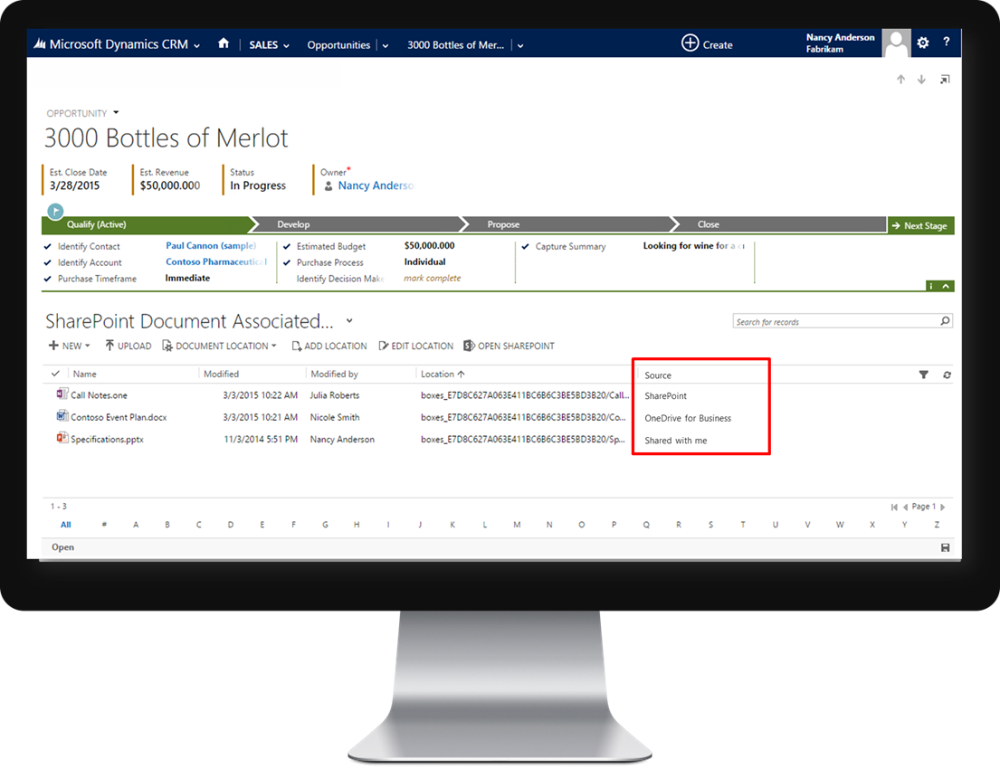 Microsoft Dynamics CRM SALES Opportunities 3000 Bottles of Mer... Create Nancy Anderson
Fabrikam ?
OPPORTUNITY
3000 Bottles of Merlot
Est. Close Date Est. Revenue Status Owner*
3/28/2015 $50,000.000 In Progress Nancy Anderso
Qualify (Active) Develop Propose Close Next Stage
Identify Contact Paul Cannon (sample) Estimated Budget $50,000.000 Capture Summary Looking for wine for a
Identify Account Contoso Pharmaceutical Purchase Process Individual
Purchase Timeframe Immediate Identify Decision Make mark complete
i
SharePoint Document Associated...
Search for records
NEW UPLOAD DOCUMENT LOCATION ADD LOCATION EDIT LOCATION OPEN SHAREPOINT
Name Modified Modified by Location Source
Call Notes.one 3/3/2015 10:22 AM Julia Roberts boxes_E7D8C627A063E411BC6B6C3BE5BD3B20/Call... SharePoint
Contoso Event Plan.docx 3/3/2015 10:21 AM Nicole Smith boxes_E7D8C627A063E411BC6B6C3BE5BD3B20/Co... OneDrive for Business
Specifications.pptx 11/3/2014 5:51 PM Nancy Anderson boxes_E7D8C627A063E411BC6B6C3BE5BD3B20/Sp... Shared with me
1 - 3 Page 1
All # A B C D E F G H I J K L M N O P Q R S T U V W X Y Z
Open